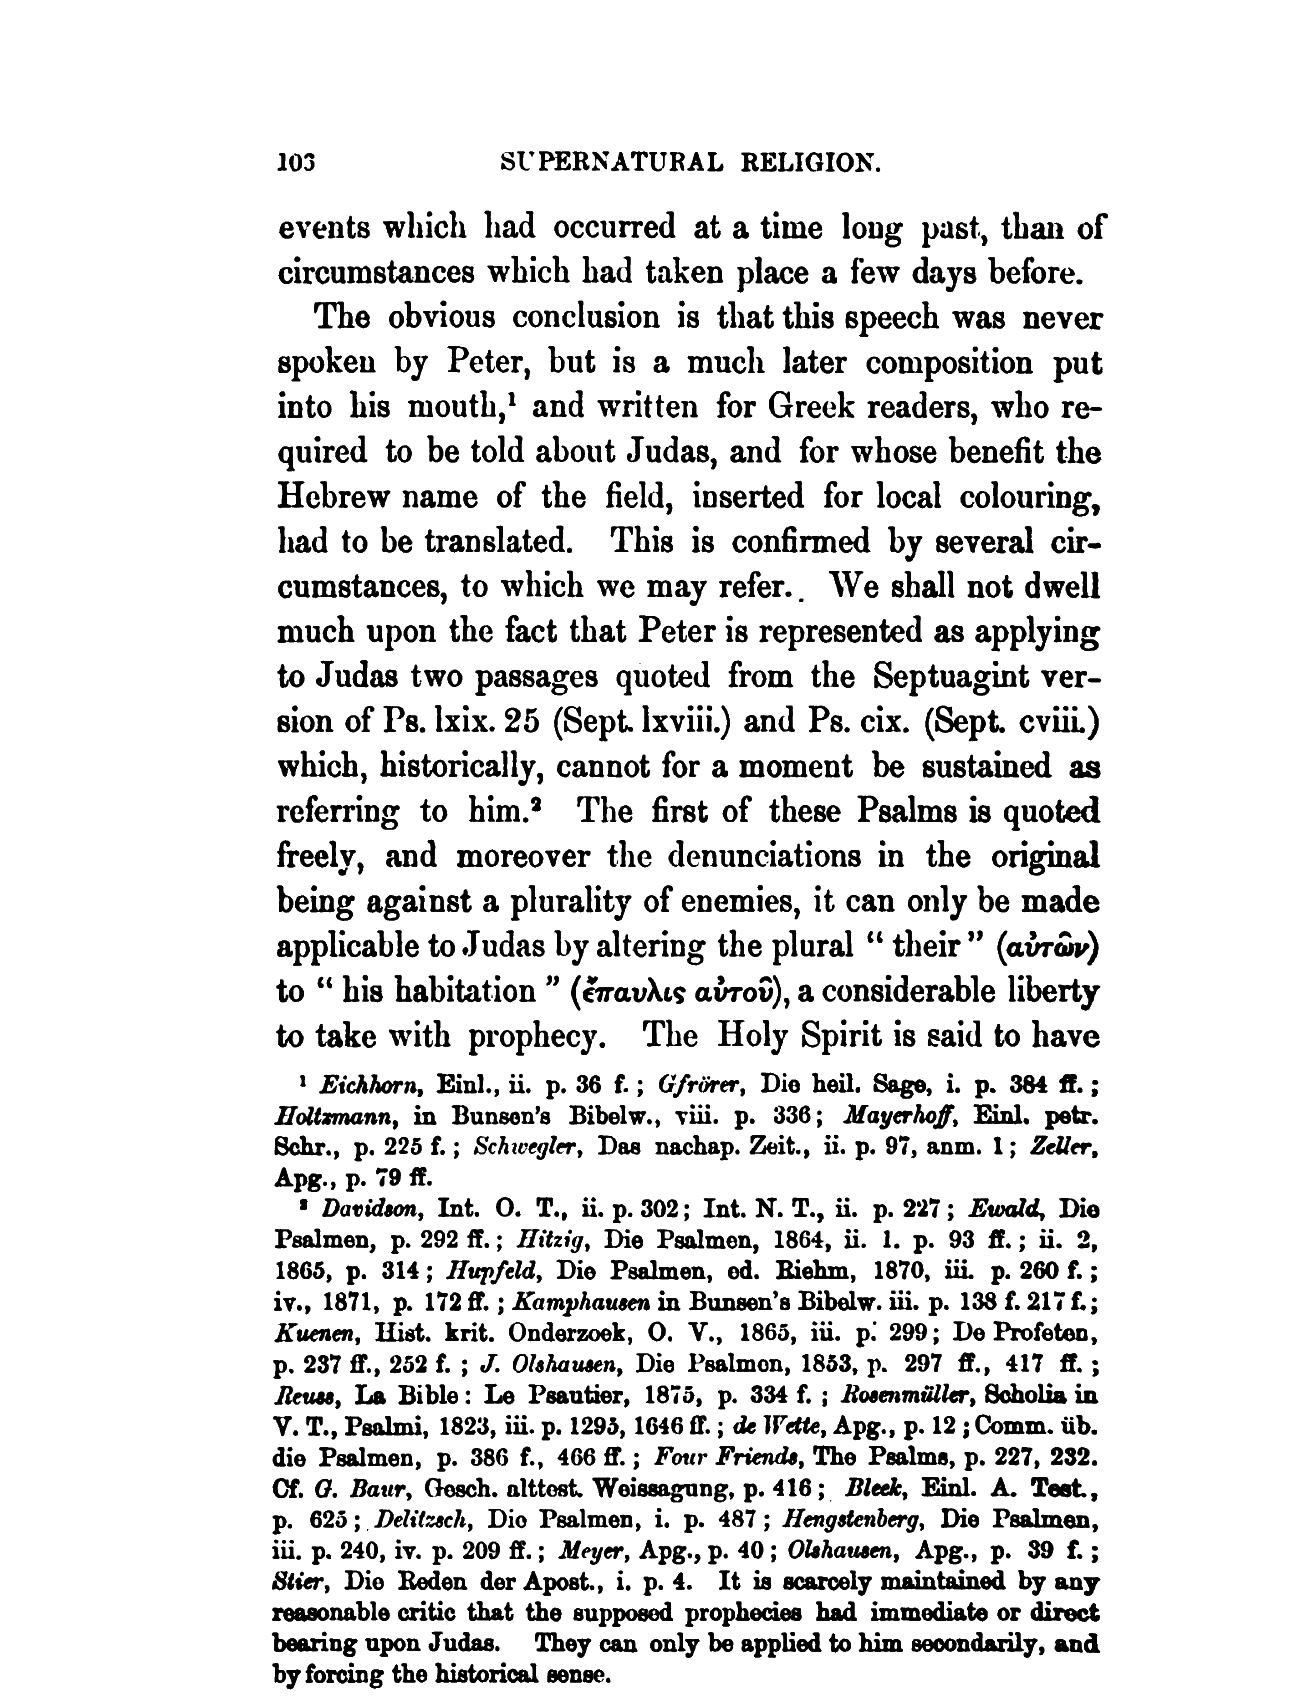 103 SUPERNATURAL RELIGION.
events which had occurred at a time long past, than of
circumstances which had taken place a few days before.
The obvious conclusion is that this speech was never
spoken by Peter, but is a much later composition put
into his mouth,¹ and written for Greek readers, who re-
quired to be told about Judas, and for whose benefit the
Hebrew name of the field, inserted for local colouring,
had to be translated. This is confirmed by several cir-
cumstances, to which we may refer. We shall not dwell
much upon the fact that Peter is represented as applying
to Judas two passages quoted from the Septuagint ver-
sion of Ps. lxix. 25 (Sept. lxviii.) and Ps. cix. (Sept. cviii.)
which, historically, cannot for a moment be sustained as
referring to him.² The first of these Psalms is quoted
freely, and moreover the denunciations in the original
being against a plurality of enemies, it can only be made
applicable to Judas by altering the plural “ their ” (αὐτῶν)
to “ his habitation ” (ἔπαυλις αὐτοῦ), a considerable liberty
to take with prophecy. The Holy Spirit is said to have
¹ Eichhorn, Einl., ii. p. 36 f. ; Gfrörer, Die heil. Sage, i. p. 384 ff. ;
Holtzmann, in Bunsen's Bibelw., viii. p. 336 ; Mayerhoff, Einl. petr.
Schr., p. 225 f. ; Schwegler, Das nachap. Zeit., ii. p. 97, anm. 1 ; Zeller,
Apg., p. 79 ff.
² Davidson, Int. O. T., ii. p. 302 ; Int. N. T., ii. p. 227 ; Ewald, Die
Psalmen, p. 292 ff. ; Hitzig, Die Psalmen, 1864, ii. 1. p. 93 ff. ; ii. 2,
1865, p. 314 ; Hupfeld, Die Psalmen, ed. Riehm, 1870, iii. p. 260 f. ;
iv., 1871, p. 172 ff. ; Kamphausen in Bunsen's Bibelw. iii. p. 138 f. 217 f. ;
Kuenen, Hist. krit. Onderzoek, O. V., 1865, iii. p. 299 ; De Profeten,
p. 237 ff., 252 f. ; J. Olshausen, Die Psalmen, 1853, p. 297 ff., 417 ff. ;
Reuss, La Bible : Le Psautier, 1875, p. 334 f. ; Rosenmüller, Scholia in
V. T., Psalmi, 1823, iii. p. 1295, 1646 ff. ; de Wette, Apg., p. 12 ; Comm. üb.
die Psalmen, p. 386 f., 466 ff. ; Four Friends, The Psalms, p. 227, 232.
Cf. G. Baur, Gesch. alttest. Weissagung, p. 416 ; Bleek, Einl. A. Test.,
p. 625 ; Delitzsch, Die Psalmen, i. p. 487 ; Hengstenberg, Die Psalmen,
iii. p. 240, iv. p. 209 ff. ; Meyer, Apg., p. 40 ; Olshausen, Apg., p. 39 f. ;
Stier, Die Reden der Apost., i. p. 4. It is scarcely maintained by any
reasonable critic that the supposed prophecies had immediate or direct
bearing upon Judas. They can only be applied to him secondarily, and
by forcing the historical sense.